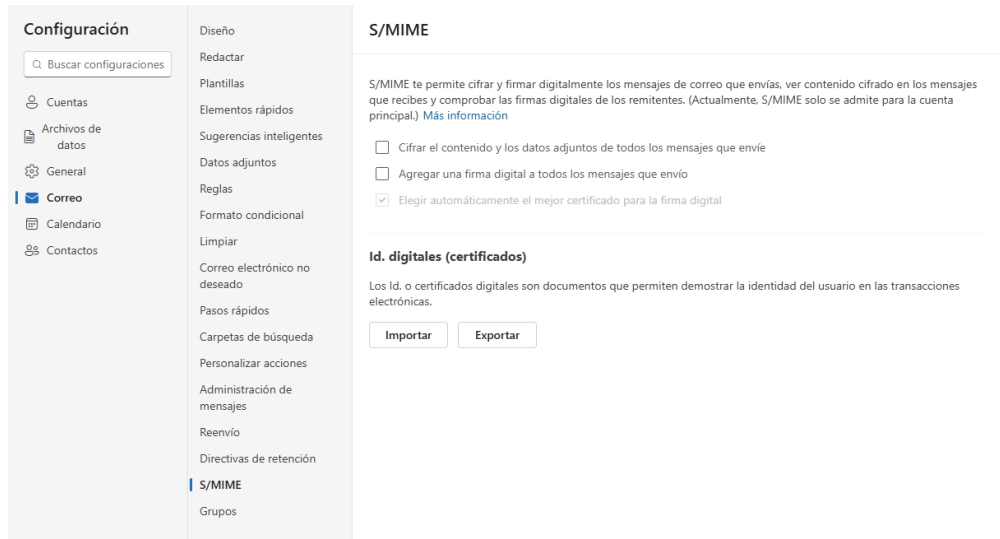 Configuración
Buscar configuraciones
Cuentas
Archivos de
datos
General
Correo
Calendario
Contactos
Diseño
Redactar
Plantillas
Elementos rápidos
Sugerencias inteligentes
Datos adjuntos
Reglas
Formato condicional
Limpiar
Correo electrónico no
deseado
Pasos rápidos
Carpetas de búsqueda
Personalizar acciones
Administración de
mensajes
Reenvío
Directivas de retención
S/MIME
Grupos
S/MIME
S/MIME te permite cifrar y firmar digitalmente los mensajes de correo que envías, ver contenido cifrado en los mensajes
que recibes y comprobar las firmas digitales de los remitentes. (Actualmente, S/MIME solo se admite para la cuenta
principal.) Más información
Cifrar el contenido y los datos adjuntos de todos los mensajes que envíe
Agregar una firma digital a todos los mensajes que envío
Elegir automáticamente el mejor certificado para la firma digital
Id. digitales (certificados)
Los Id. o certificados digitales son documentos que permiten demostrar la identidad del usuario en las transacciones
electrónicas.
Importar
Exportar